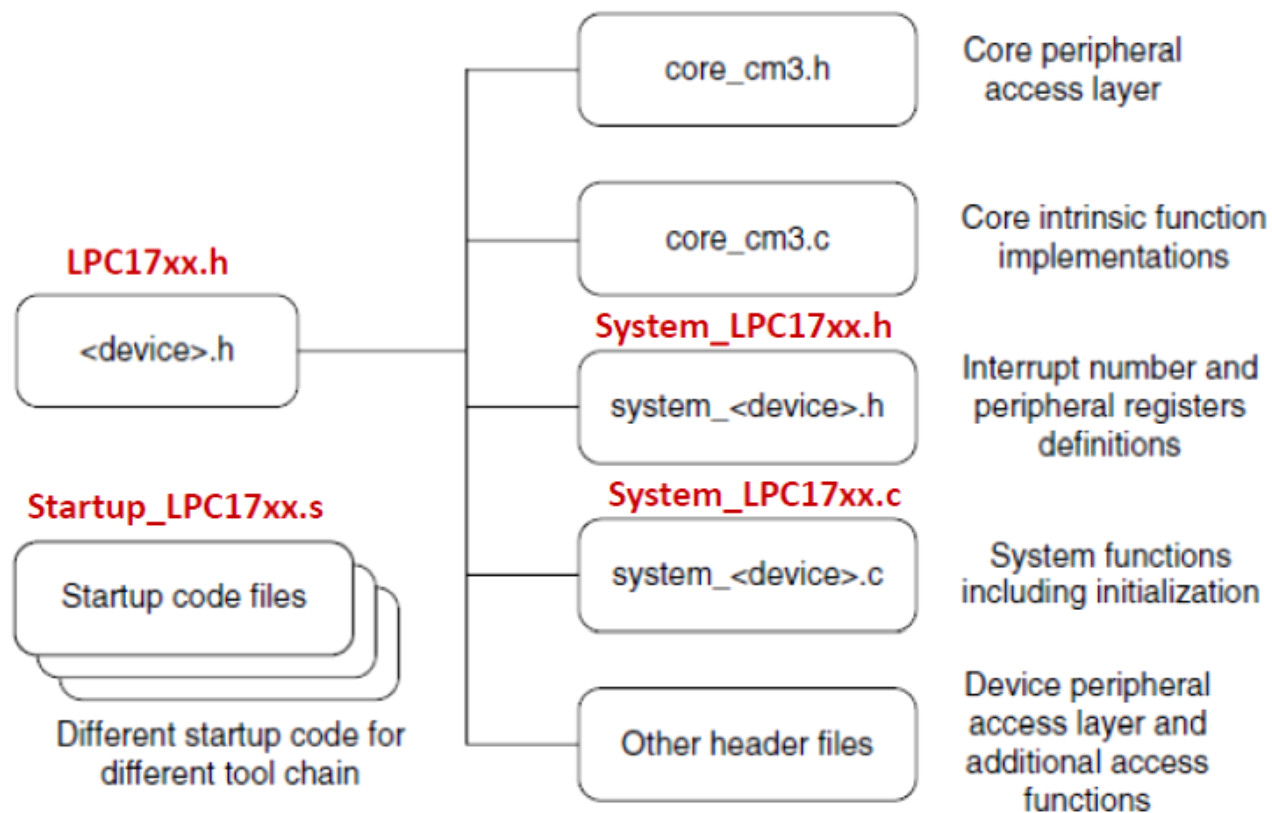 core_cm3.h
Core peripheral
access layer
core_cm3.c
Core intrinsic function
implementations
LPC17xx.h
<device>.h
System_LPC17xx.h
system_<device>.h
Interrupt number and
peripheral registers
definitions
System_LPC17xx.c
system_<device>.c
System functions
including initialization
Startup_LPC17xx.s
Startup code files
Different startup code for
different tool chain
Other header files
Device peripheral
access layer and
additional access
functions